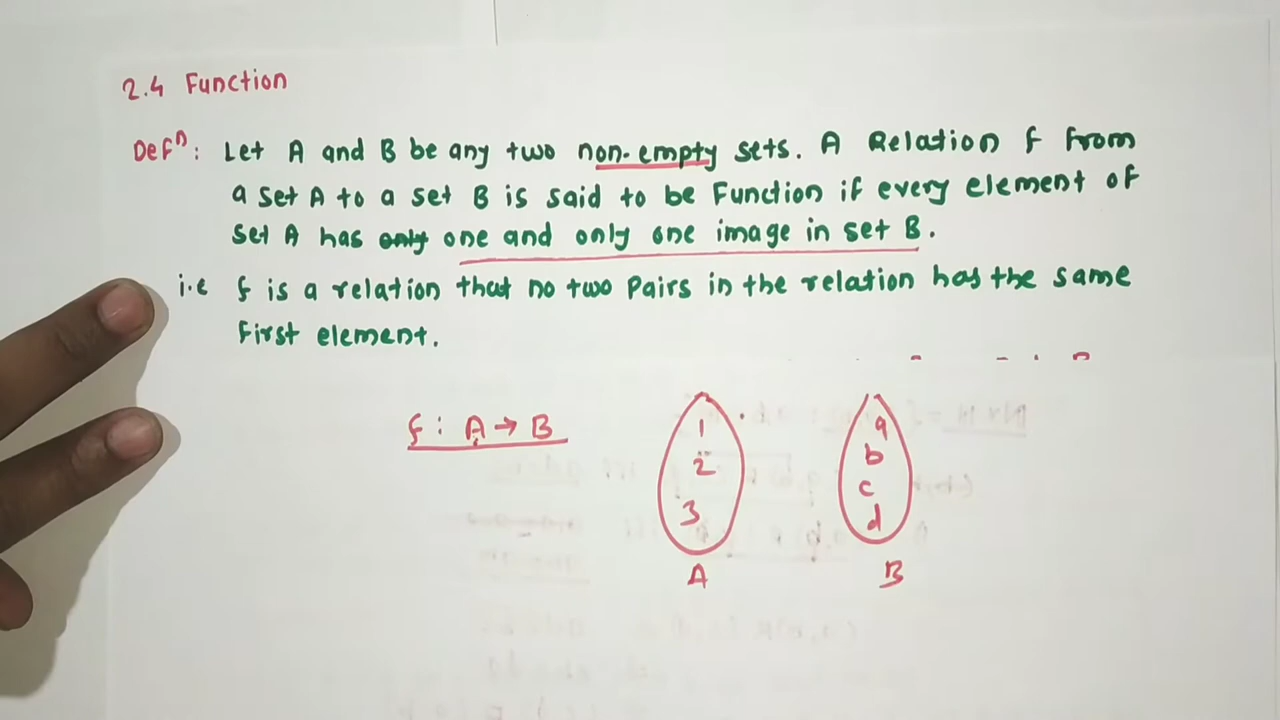 2.4 Function
Defⁿ: Let A and B be any two non-empty sets. A Relation f from
a set A to a set B is said to be Function if every element of
set A has only one and only one image in set B.
i.e f is a relation that no two Pairs in the relation has the same
first element.
f: A → B
1
2
3
A
a
b
c
d
B